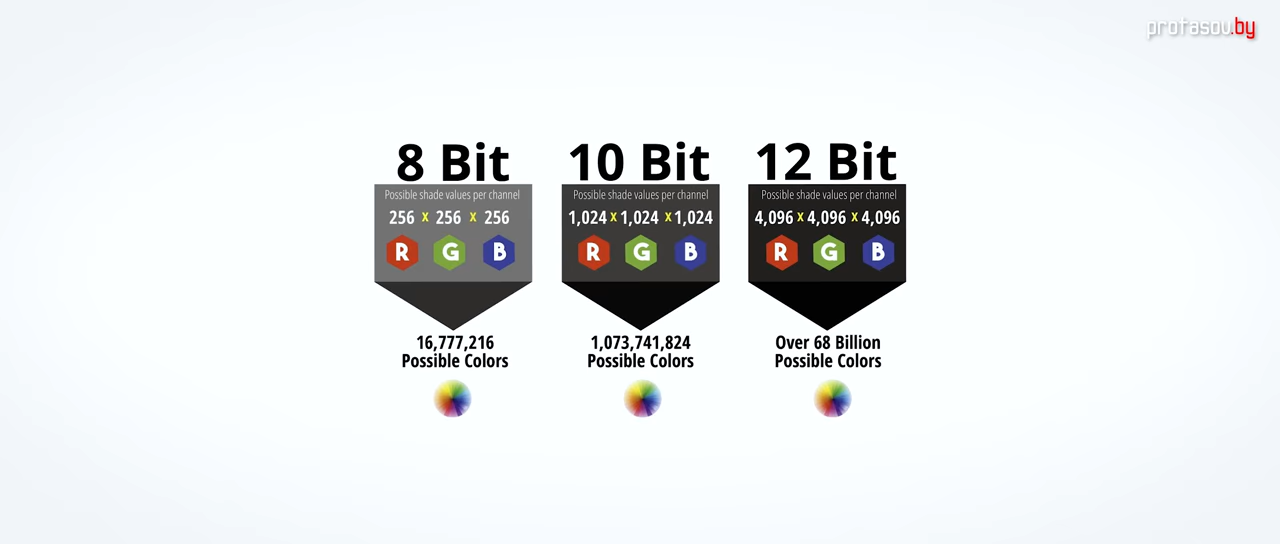 profasou.by
8 Bit
Possible shade values per channel
256 x 256 x 256
R G B
16,777,216
Possible Colors
10 Bit
Possible shade values per channel
1,024 x 1,024 x 1,024
R G B
1,073,741,824
Possible Colors
12 Bit
Possible shade values per channel
4,096 x 4,096 x 4,096
R G B
Over 68 Billion
Possible Colors